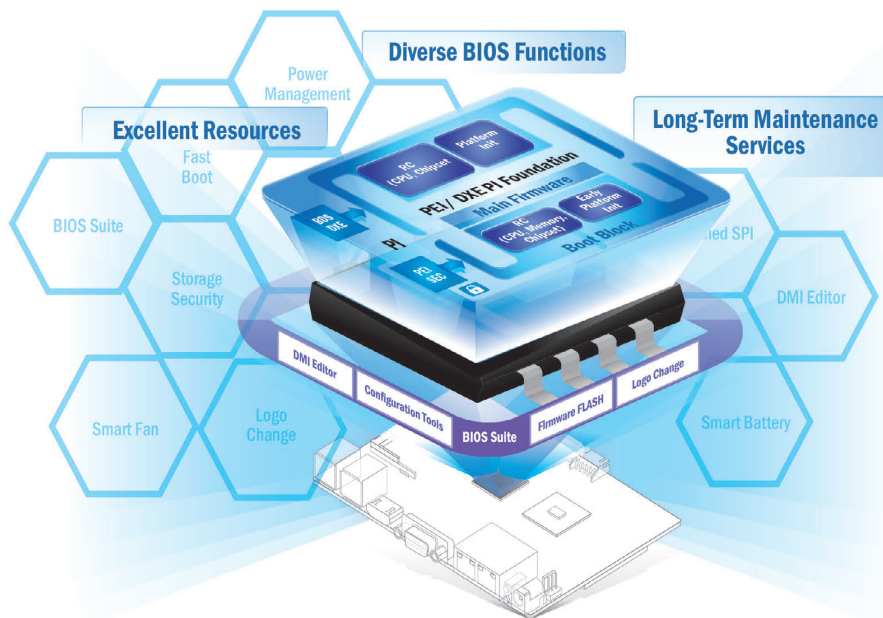 Diverse BIOS Functions
Power
Management
Excellent Resources
Fast
Boot
Long-Term Maintenance
Services
BIOS Suite
Storage
Security
Smart Fan
Logo
Change
SPI
DMI Editor
Smart Battery
RC
(CPU, Chipset
Platform
Init
PEI/ DXE PI Foundation
Main Firmware
BDS
DXE
PI
RC
(CPU, Memory,
Chipset)
Early
Platform
Init
Boot Block
PEI
SEC
DMI Editor
Configuration Tools
BIOS Suite
Firmware FLASH
Logo Change